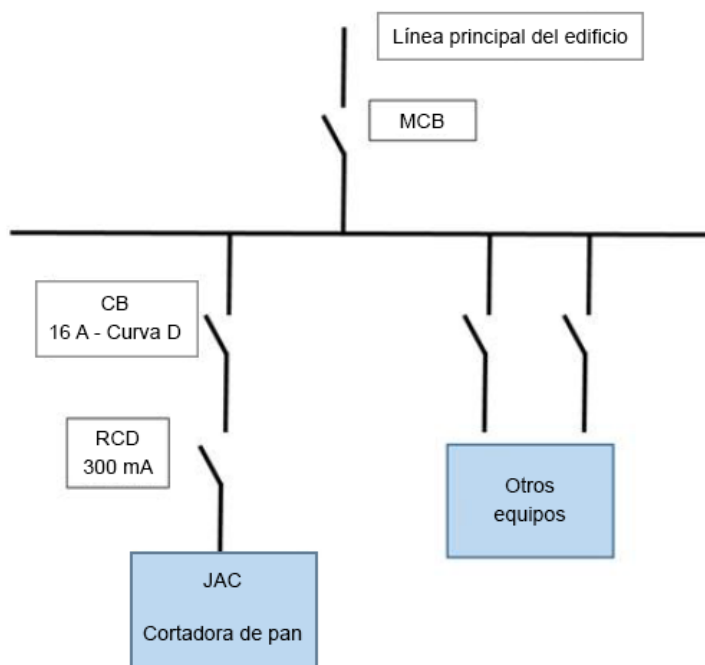 Línea principal del edificio
MCB
CB
16 A - Curva D
RCD
300 mA
Otros
equipos
JAC
Cortadora de pan